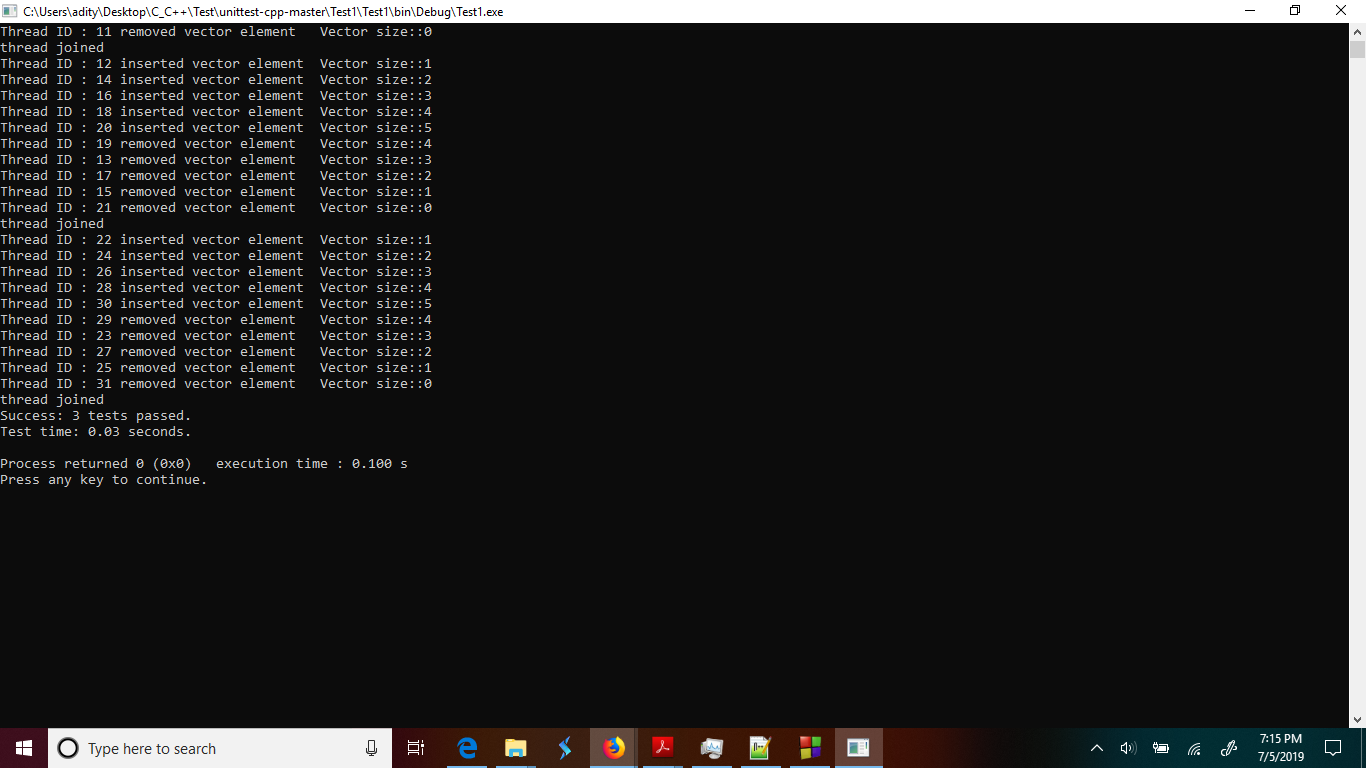 C:\Users\adity\Desktop\C_C++\Test\unittest-cpp-master\Test1\Test1\bin\Debug\Test1.exe
Thread ID : 11 removed vector element   Vector size::0
thread joined
Thread ID : 12 inserted vector element  Vector size::1
Thread ID : 14 inserted vector element  Vector size::2
Thread ID : 16 inserted vector element  Vector size::3
Thread ID : 18 inserted vector element  Vector size::4
Thread ID : 20 inserted vector element  Vector size::5
Thread ID : 19 removed vector element   Vector size::4
Thread ID : 13 removed vector element   Vector size::3
Thread ID : 17 removed vector element   Vector size::2
Thread ID : 15 removed vector element   Vector size::1
Thread ID : 21 removed vector element   Vector size::0
thread joined
Thread ID : 22 inserted vector element  Vector size::1
Thread ID : 24 inserted vector element  Vector size::2
Thread ID : 26 inserted vector element  Vector size::3
Thread ID : 28 inserted vector element  Vector size::4
Thread ID : 30 inserted vector element  Vector size::5
Thread ID : 29 removed vector element   Vector size::4
Thread ID : 23 removed vector element   Vector size::3
Thread ID : 27 removed vector element   Vector size::2
Thread ID : 25 removed vector element   Vector size::1
Thread ID : 31 removed vector element   Vector size::0
thread joined
Success: 3 tests passed.
Test time: 0.03 seconds.
Process returned 0 (0x0)   execution time : 0.100 s
Press any key to continue.
Type here to search
7:15 PM
7/5/2019